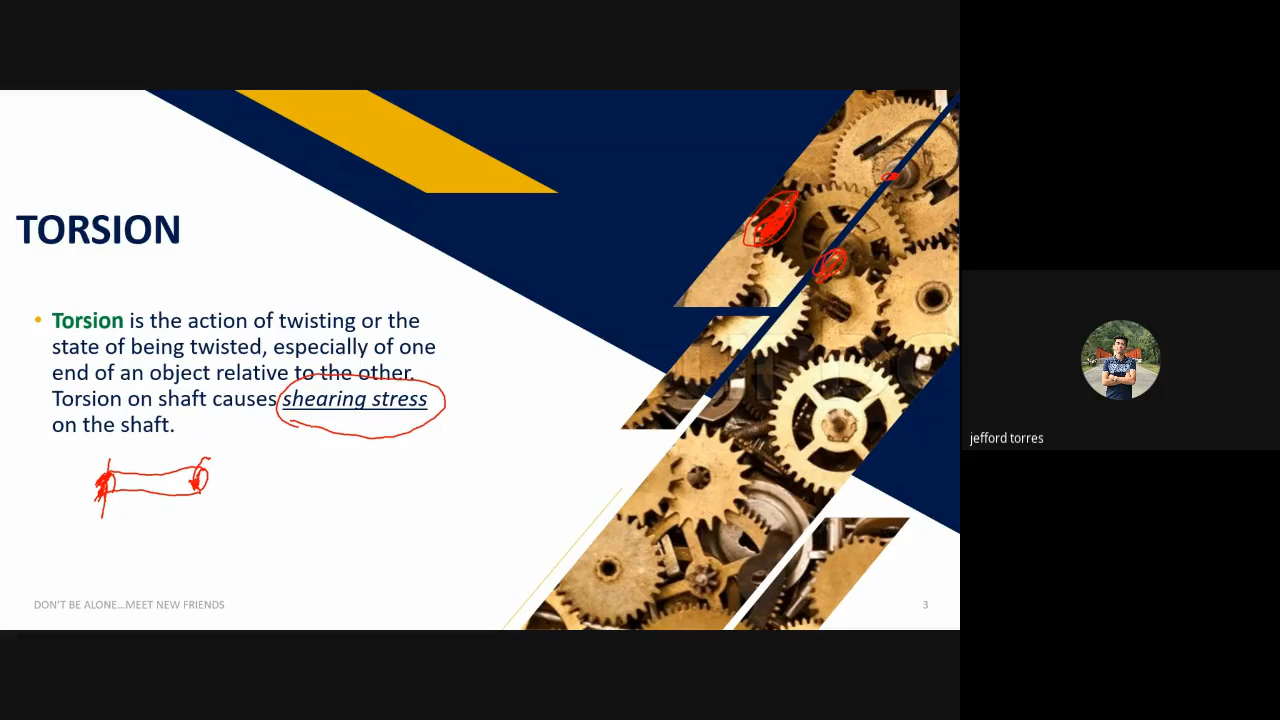 TORSION
• Torsion is the action of twisting or the
state of being twisted, especially of one
end of an object relative to the other.
Torsion on shaft causes shearing stress
on the shaft.
DON'T BE ALONE...MEET NEW FRIENDS
3
jefford torres